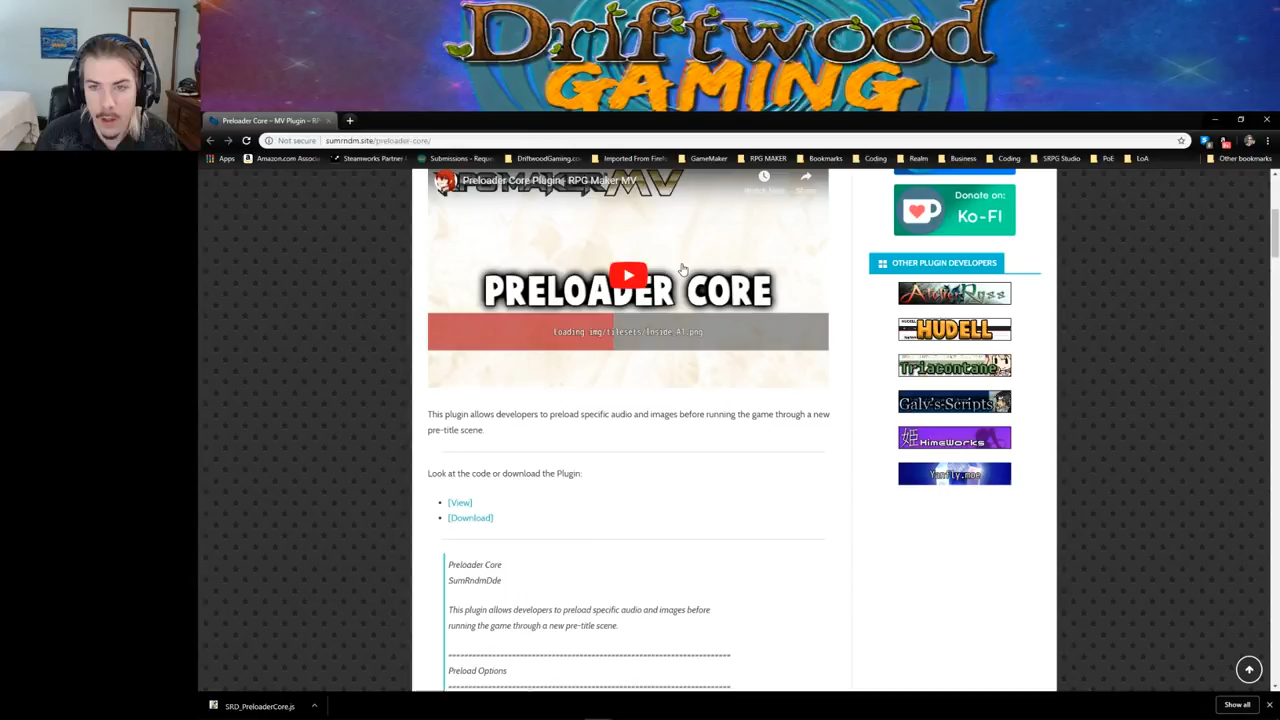 Driftwood
GAMING
Preloader Core – MV Plugin – RP
Not secure
sumrndm.site/preloader-core/
Apps
Amazon.com Associa
Steamworks Partner
Submissions - Reque
DriftwoodGaming.co
Imported From Firef
GameMaker
RPG MAKER
Bookmarks
Coding
Realm
Business
Coding
SRPG Studio
PoE
LoA
Other bookmarks
Preloader Core Plugin - RPG Maker MV
PRELOADER CORE
Loading img/tilesets/Inside_A1.png
This plugin allows developers to preload specific audio and images before running the game through a new
pre-title scene.
Look at the code or download the Plugin:
[View]
[Download]
Preloader Core
SumRndmDde
This plugin allows developers to preload specific audio and images before
running the game through a new pre-title scene.
==========================================================================
Preload Options
==========================================================================
Donate on:
Ko-Fi
OTHER PLUGIN DEVELOPERS
HUDELL
Triacontane
Galv's-Scripts
姫 HimeWorks
Yanfly.moe
SRD_PreloaderCore.js
Show all